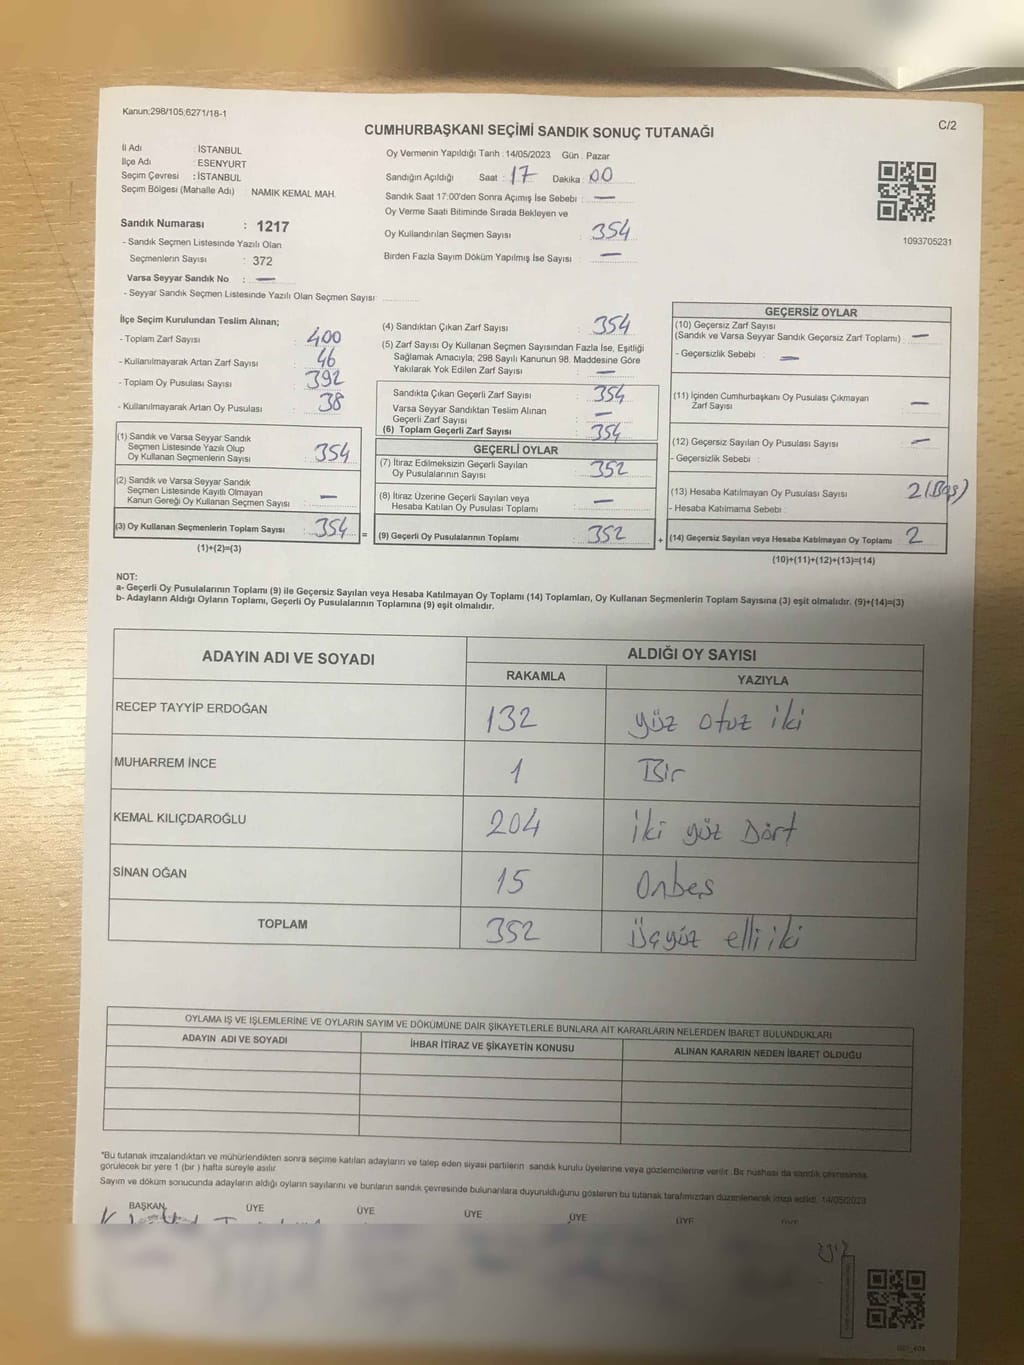 Kanun:298/105;6271/18-1
C/2
CUMHURBAŞKANI SEÇİMİ SANDIK SONUÇ TUTANAĞI
İl Adı : İSTANBUL
İlçe Adı : ESENYURT
Seçim Çevresi : İSTANBUL
Seçim Bölgesi (Mahalle Adı) : NAMIK KEMAL MAH.
Sandık Numarası : 1217
- Sandık Seçmen Listesinde Yazılı Olan
Seçmenlerin Sayısı : 372
Varsa Seyyar Sandık No : —
- Seyyar Sandık Seçmen Listesinde Yazılı Olan Seçmen Sayısı:
Oy Vermenin Yapıldığı Tarih : 14/05/2023 Gün : Pazar
Sandığın Açıldığı Saat : 17 Dakika : 00
Sandık Saat 17:00'den Sonra Açımış İse Sebebi : —
Oy Verme Saati Bitiminde Sırada Bekleyen ve
Oy Kullandırılan Seçmen Sayısı : 354
Birden Fazla Sayım Döküm Yapılmış İse Sayısı : —
1093705231
İlçe Seçim Kurulundan Teslim Alınan;
- Toplam Zarf Sayısı : 400
- Kullanılmayarak Artan Zarf Sayısı : 46
- Toplam Oy Pusulası Sayısı : 392
- Kullanılmayarak Artan Oy Pusulası : 38
(1) Sandık ve Varsa Seyyar Sandık
Seçmen Listesinde Yazılı Olup
Oy Kullanan Seçmenlerin Sayısı : 354
(2) Sandık ve Varsa Seyyar Sandık
Seçmen Listesinde Kayıtlı Olmayan
Kanun Gereği Oy Kullanan Seçmen Sayısı : —
(3) Oy Kullanan Seçmenlerin Toplam Sayısı : 354 =
(1)+(2)=(3)
(4) Sandıktan Çıkan Zarf Sayısı : 354
(5) Zarf Sayısı Oy Kullanan Seçmen Sayısından Fazla İse, Eşitliği
Sağlamak Amacıyla; 298 Sayılı Kanunun 98. Maddesine Göre
Yakılarak Yok Edilen Zarf Sayısı : —
Sandıkta Çıkan Geçerli Zarf Sayısı : 354
Varsa Seyyar Sandıktan Teslim Alınan
Geçerli Zarf Sayısı : —
(6) Toplam Geçerli Zarf Sayısı : 354
GEÇERLİ OYLAR
(7) İtiraz Edilmeksizin Geçerli Sayılan
Oy Pusulalarının Sayısı : 352
(8) İtiraz Üzerine Geçerli Sayılan veya
Hesaba Katılan Oy Pusulası Toplamı : —
(9) Geçerli Oy Pusulalarının Toplamı : 352 +
GEÇERSİZ OYLAR
(10) Geçersiz Zarf Sayısı
(Sandık ve Varsa Seyyar Sandık Geçersiz Zarf Toplamı) : —
- Geçersizlik Sebebi : —
(11) İçinden Cumhurbaşkanı Oy Pusulası Çıkmayan
Zarf Sayısı : —
(12) Geçersiz Sayılan Oy Pusulası Sayısı : —
- Geçersizlik Sebebi :
(13) Hesaba Katılmayan Oy Pusulası Sayısı : 2 (Boş)
- Hesaba Katılmama Sebebi :
(14) Geçersiz Sayılan veya Hesaba Katılmayan Oy Toplamı : 2
(10)+(11)+(12)+(13)=(14)
NOT:
a- Geçerli Oy Pusulalarının Toplamı (9) ile Geçersiz Sayılan veya Hesaba Katılmayan Oy Toplamı (14) Toplamları, Oy Kullanan Seçmenlerin Toplam Sayısına (3) eşit olmalıdır. (9)+(14)=(3)
b- Adayların Aldığı Oyların Toplamı, Geçerli Oy Pusulalarının Toplamına (9) eşit olmalıdır.
ADAYIN ADI VE SOYADI ALDIĞI OY SAYISI
RAKAMLA YAZIYLA
RECEP TAYYİP ERDOĞAN 132 yüz otuz iki
MUHARREM İNCE 1 Bir
KEMAL KILIÇDAROĞLU 204 iki yüz Dört
SİNAN OĞAN 15 Onbeş
TOPLAM 352 Üçyüz elli iki
OYLAMA İŞ VE İŞLEMLERİNE VE OYLARIN SAYIM VE DÖKÜMÜNE DAİR ŞİKAYETLERLE BUNLARA AİT KARARLARIN NELERDEN İBARET BULUNDUKLARI
ADAYIN ADI VE SOYADI İHBAR İTİRAZ VE ŞİKAYETİN KONUSU ALINAN KARARIN NEDEN İBARET OLDUĞU
*Bu tutanak imzalandıktan ve mühürlendikten sonra seçime katılan adayların ve talep eden siyasi partilerin sandık kurulu üyelerine veya gözlemcilerine verilir. Bir nüshası da sandık çevresinde
görülecek bir yere 1 (bir ) hafta süreyle asılır.
Sayım ve döküm sonucunda adayların aldığı oyların sayılarını ve bunların sandık çevresinde bulunanlara duyurulduğunu gösteren bu tutanak tarafımızdan düzenlenerek imza edildi. 14/05/2023
BAŞKAN ÜYE ÜYE ÜYE ÜYE ÜYE ÜYE